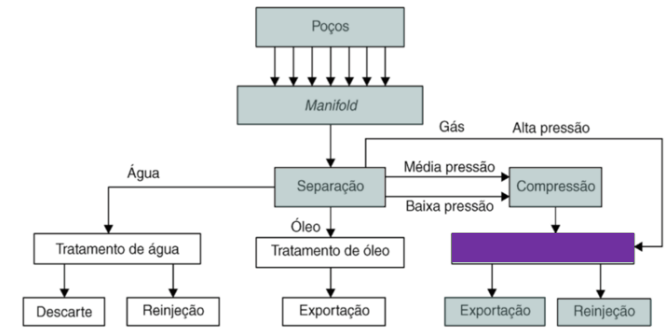 Poços
Manifold
Gás
Alta pressão
Água
Separação
Média pressão
Compressão
Baixa pressão
Óleo
Tratamento de água
Tratamento de óleo
Descarte
Reinjeção
Exportação
Exportação
Reinjeção